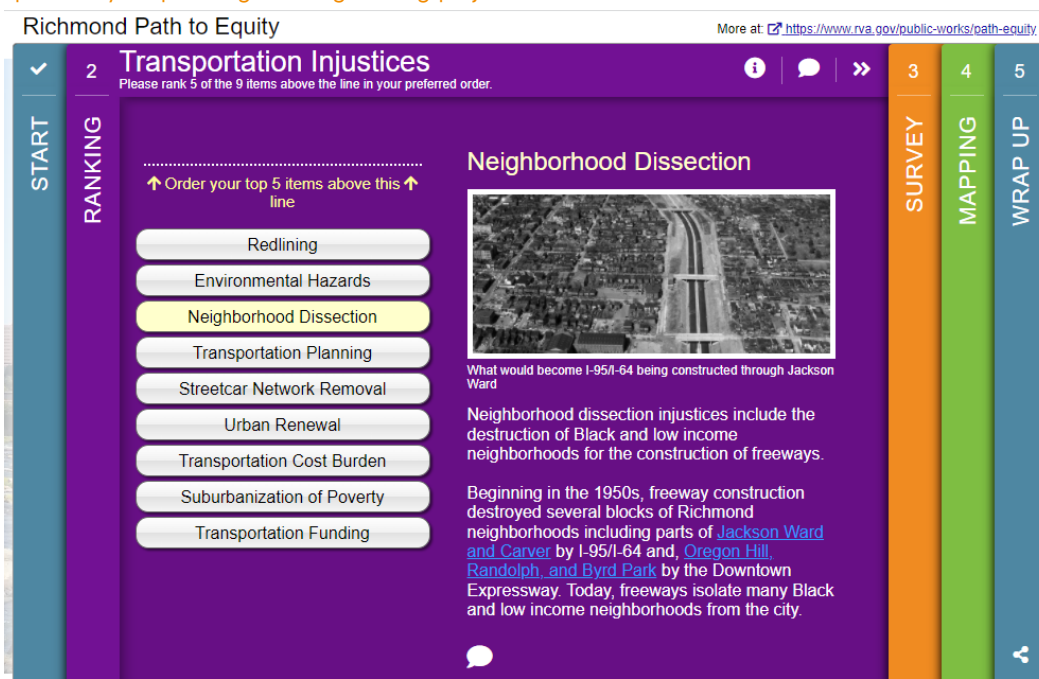 Richmond Path to Equity
More at: https://www.rva.gov/public-works/path-equity
START
2
RANKING
Transportation Injustices
Please rank 5 of the 9 items above the line in your preferred order.
Order your top 5 items above this
line
Redlining
Environmental Hazards
Neighborhood Dissection
Transportation Planning
Streetcar Network Removal
Urban Renewal
Transportation Cost Burden
Suburbanization of Poverty
Transportation Funding
Neighborhood Dissection
What would become I-95/I-64 being constructed through Jackson
Ward
Neighborhood dissection injustices include the
destruction of Black and low income
neighborhoods for the construction of freeways.
Beginning in the 1950s, freeway construction
destroyed several blocks of Richmond
neighborhoods including parts of Jackson Ward
and Carver by I-95/I-64 and, Oregon Hill,
Randolph, and Byrd Park by the Downtown
Expressway. Today, freeways isolate many Black
and low income neighborhoods from the city.
3
SURVEY
4
MAPPING
5
WRAP UP